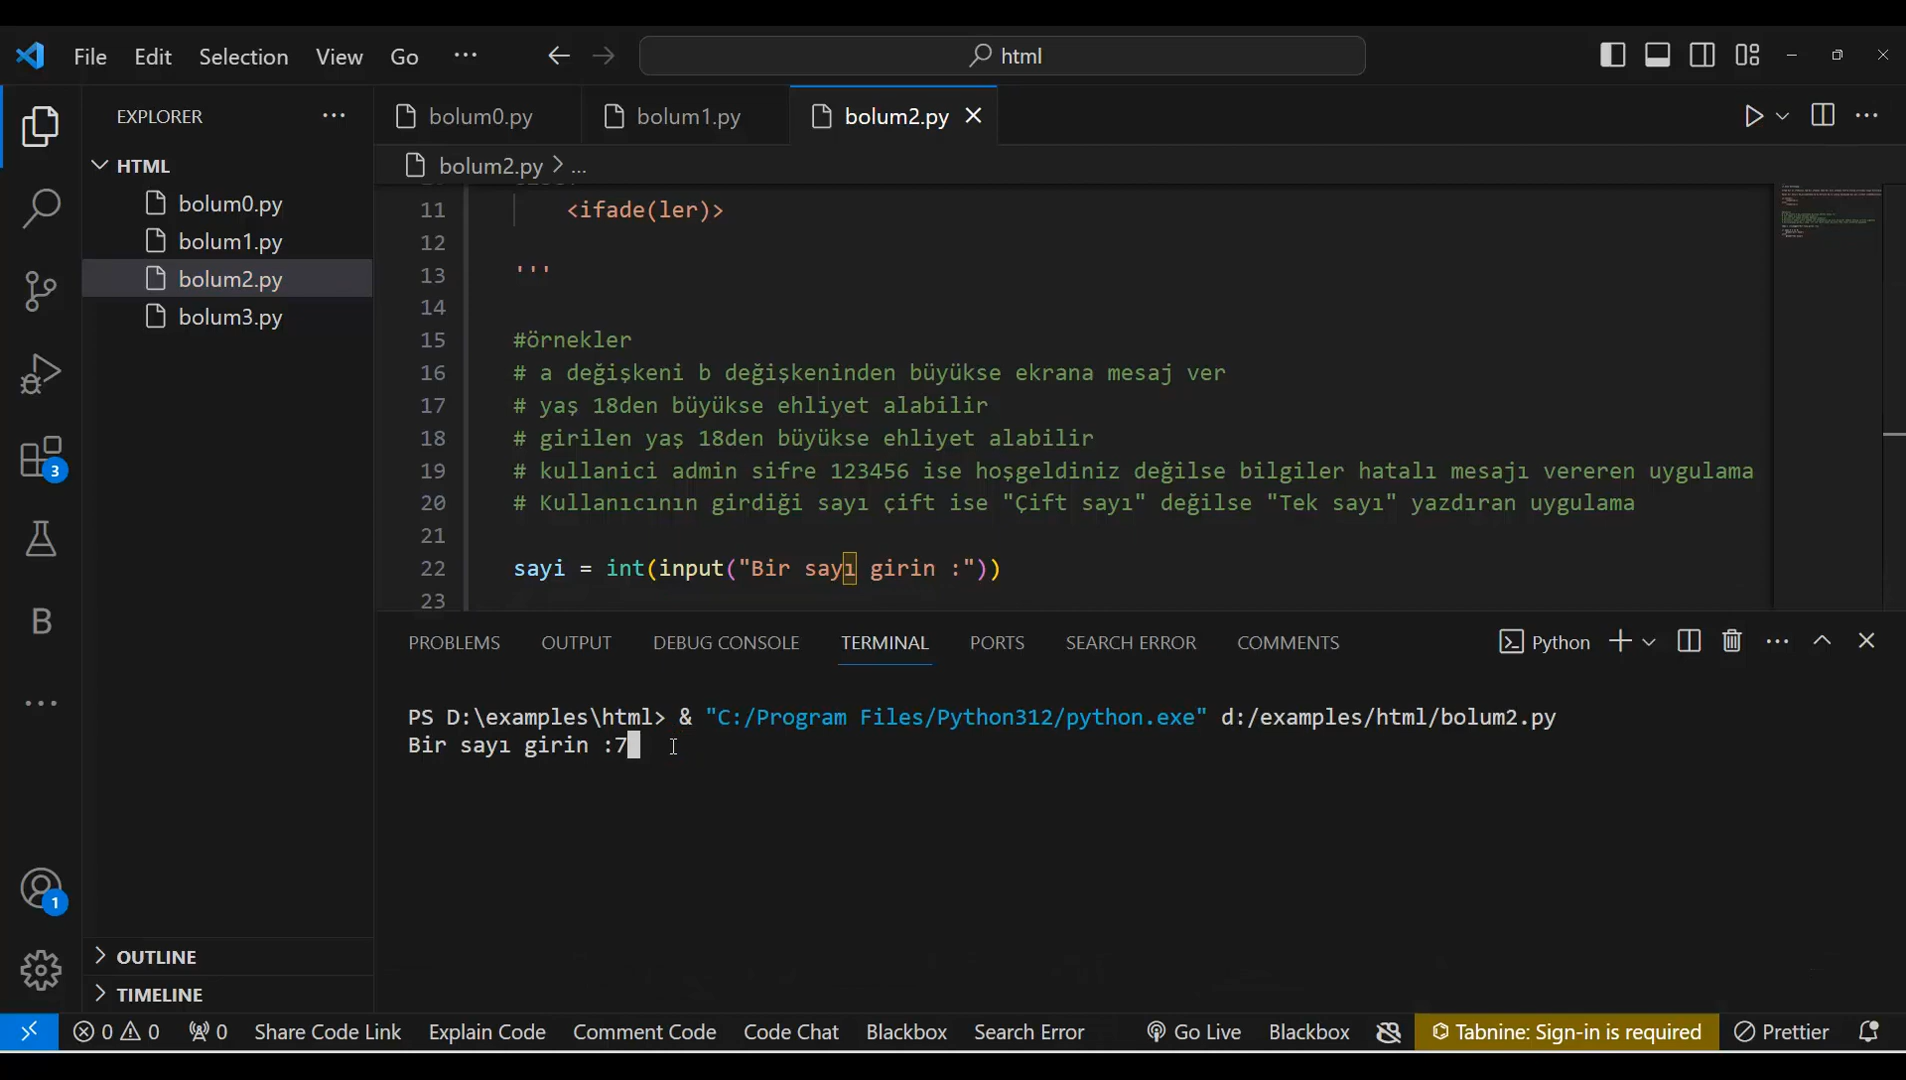 File Edit Selection View Go ··· html
EXPLORER ···
HTML
bolum0.py
bolum1.py
bolum2.py
bolum3.py
OUTLINE
TIMELINE
3
B
1
bolum0.py bolum1.py bolum2.py
bolum2.py > ...
11 <ifade(ler)>
12
13 '''
14
15 #örnekler
16 # a değişkeni b değişkeninden büyükse ekrana mesaj ver
17 # yaş 18den büyükse ehliyet alabilir
18 # girilen yaş 18den büyükse ehliyet alabilir
19 # kullanici admin sifre 123456 ise hoşgeldiniz değilse bilgiler hatalı mesajı vereren uygulama
20 # Kullanıcının girdiği sayı çift ise "Çift sayı" değilse "Tek sayı" yazdıran uygulama
21
22 sayi = int(input("Bir sayı girin :"))
23
PROBLEMS OUTPUT DEBUG CONSOLE TERMINAL PORTS SEARCH ERROR COMMENTS Python
PS D:\examples\html> & "C:/Program Files/Python312/python.exe" d:/examples/html/bolum2.py
Bir sayı girin :7
0 0 0 Share Code Link Explain Code Comment Code Code Chat Blackbox Search Error Go Live Blackbox Tabnine: Sign-in is required Prettier